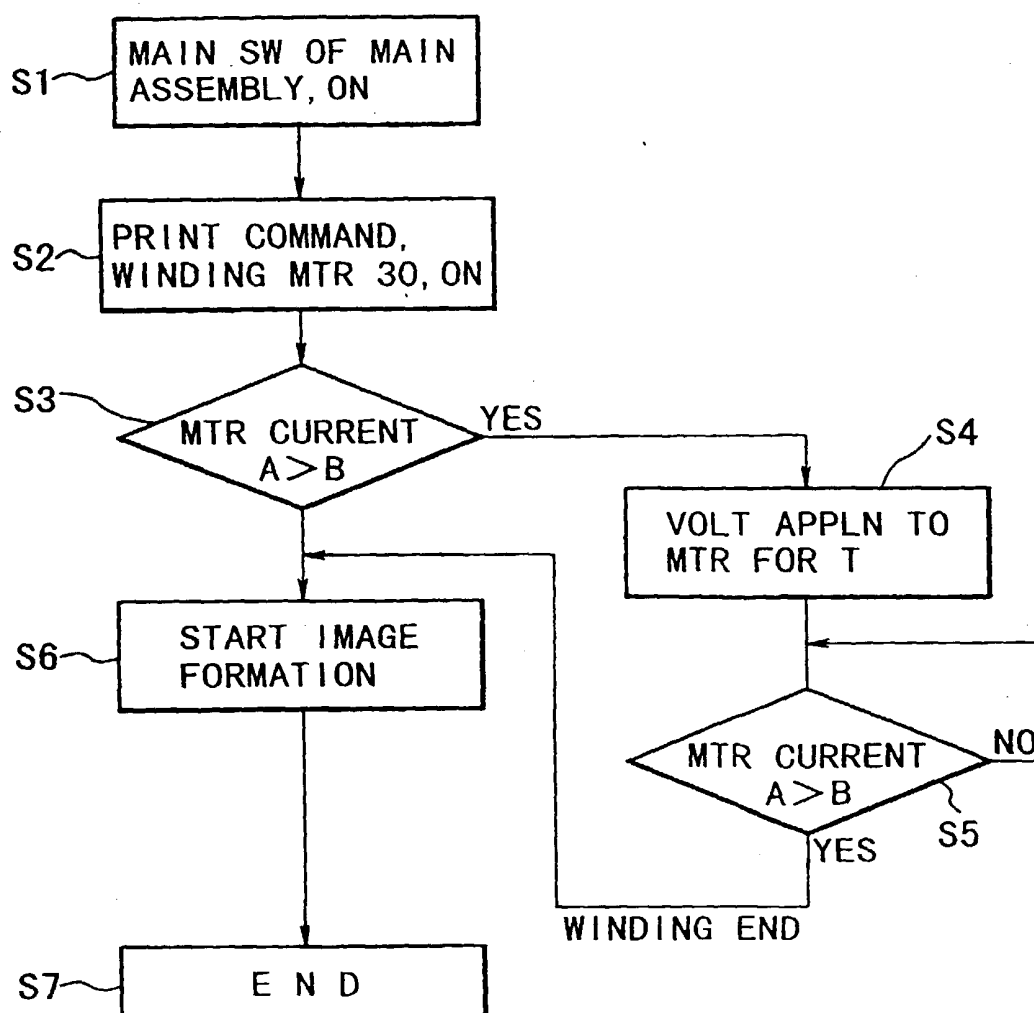 S1
MAIN SW OF MAIN
ASSEMBLY, ON
S2
PRINT COMMAND,
WINDING MTR 30, ON
S3
MTR CURRENT
A>B
YES
S4
VOLT APPLN TO
MTR FOR T
S6
START IMAGE
FORMATION
MTR CURRENT
A>B
NO
S5
YES
WINDING END
S7
END